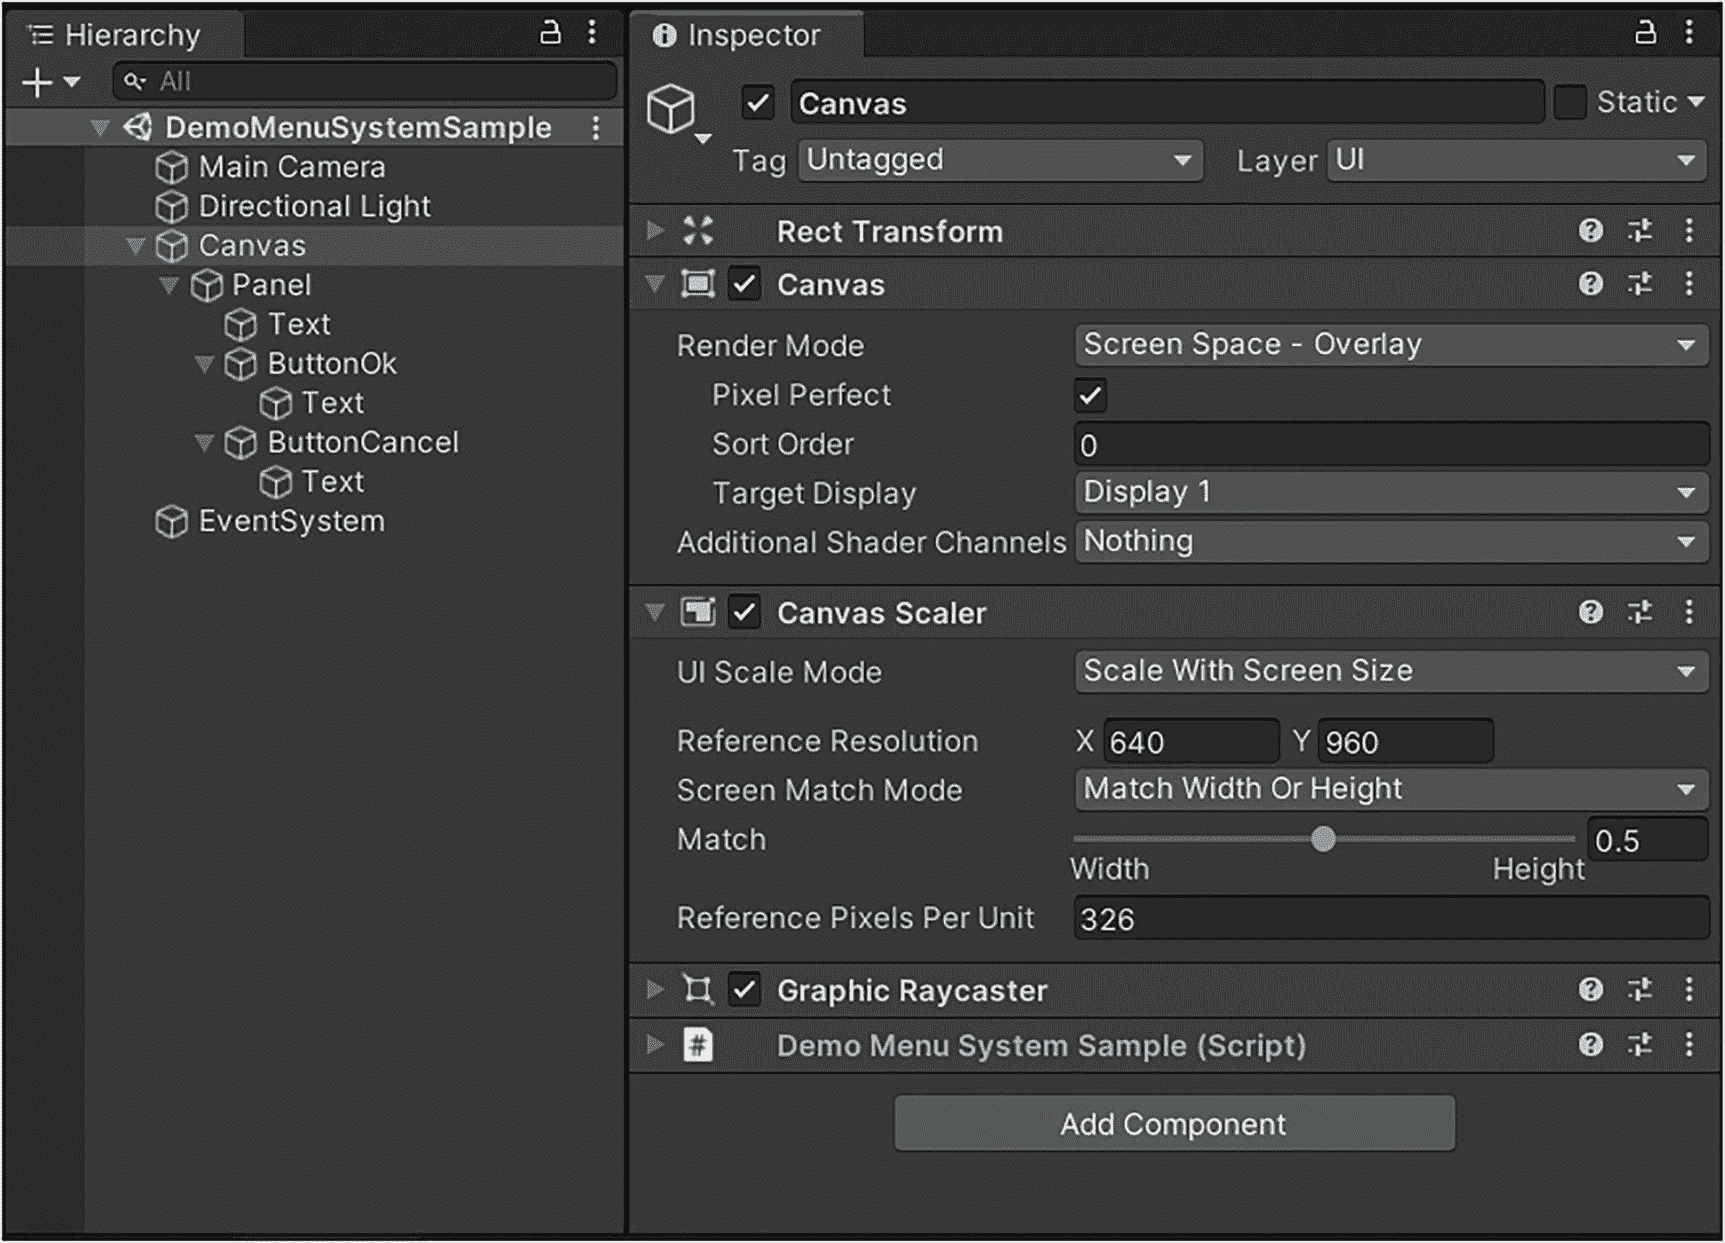 Hierarchy
All
DemoMenuSystemSample
Main Camera
Directional Light
Canvas
Panel
Text
ButtonOk
Text
ButtonCancel
Text
EventSystem
Inspector
Canvas
Static
Tag Untagged Layer UI
Rect Transform
Canvas
Render Mode Screen Space - Overlay
Pixel Perfect
Sort Order 0
Target Display Display 1
Additional Shader Channels Nothing
Canvas Scaler
UI Scale Mode Scale With Screen Size
Reference Resolution X 640 Y 960
Screen Match Mode Match Width Or Height
Match 0.5
Width Height
Reference Pixels Per Unit 326
Graphic Raycaster
# Demo Menu System Sample (Script)
Add Component